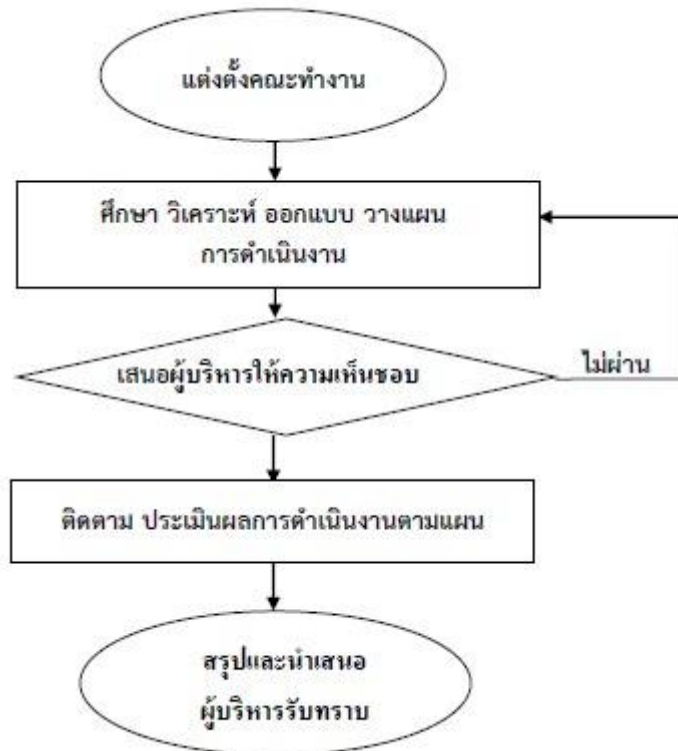 แต่งตั้งคณะทำงาน
ศึกษา วิเคราะห์ ออกแบบ วางแผน
การดำเนินงาน
เสนอผู้บริหารให้ความเห็นชอบ
ไม่ผ่าน
ติดตาม ประเมินผลการดำเนินงานตามแผน
สรุปและนำเสนอ
ผู้บริหารรับทราบ